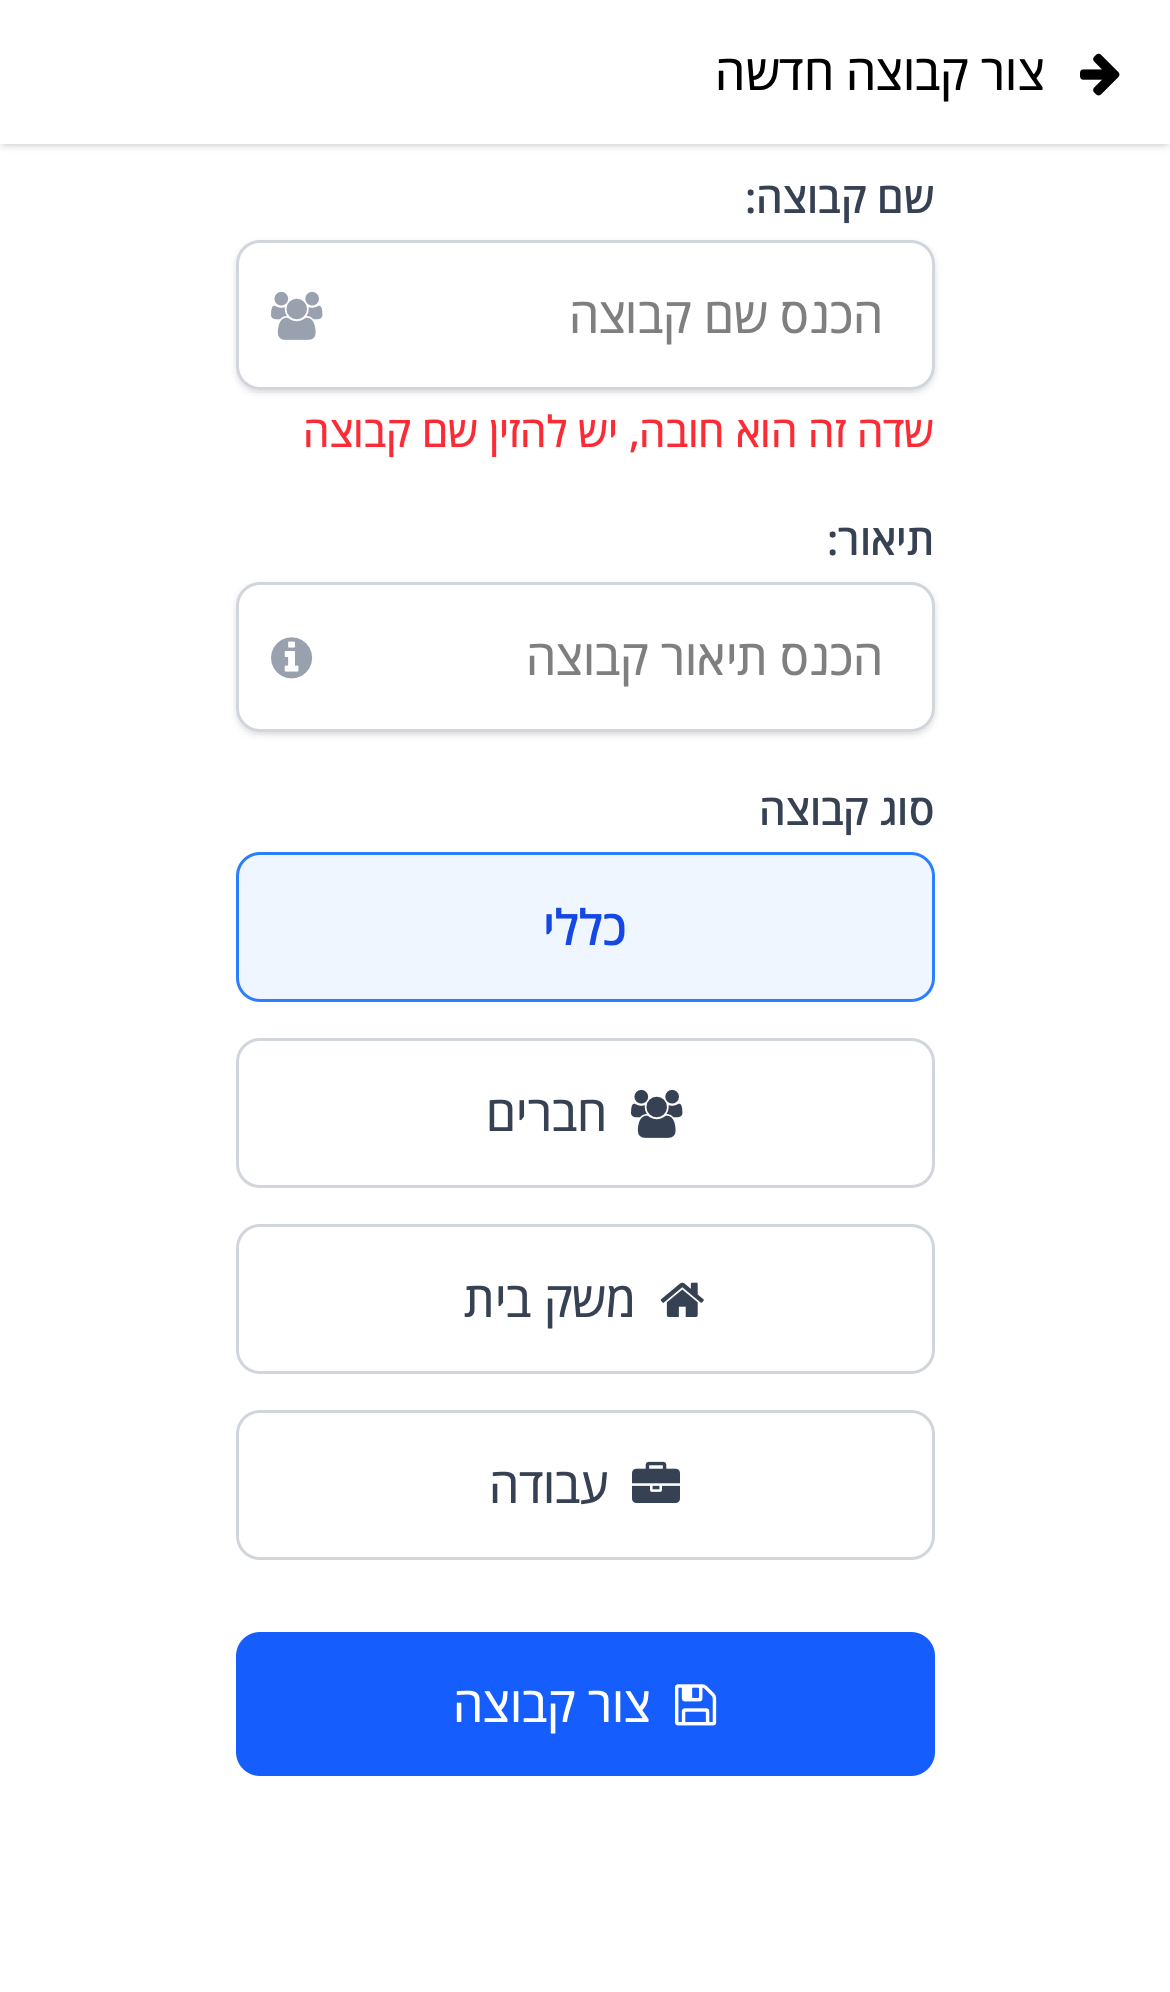 צור קבוצה חדשה
שם קבוצה:
הכנס שם קבוצה
שדה זה הוא חובה, יש להזין שם קבוצה
תיאור:
הכנס תיאור קבוצה
סוג קבוצה
כללי
חברים
משק בית
עבודה
צור קבוצה